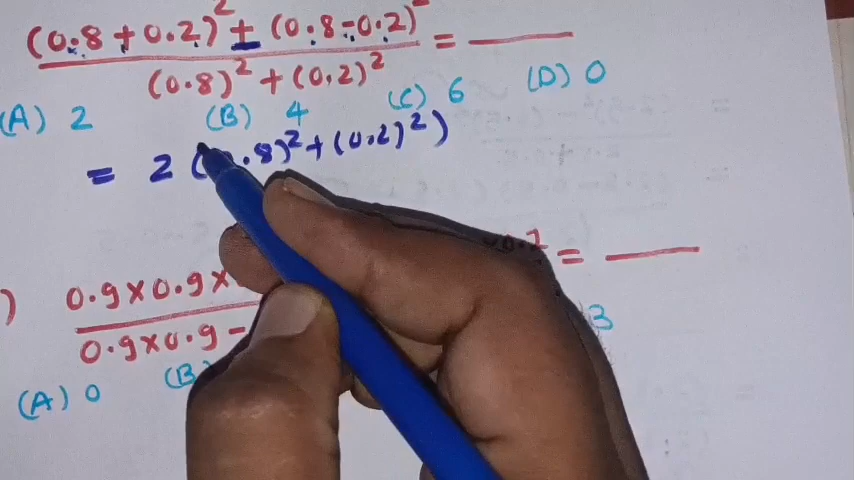 (0.8 + 0.2)² ± (0.8 - 0.2)² = ____
(0.8)² + (0.2)²
(A) 2 (B) 4 (C) 6 (D) 0
= 2 (0.8)² + (0.2)²)
) 0.9 x 0.9 x 0.1 = ____
0.9 x 0.9 -
(A) 0 (B) 3